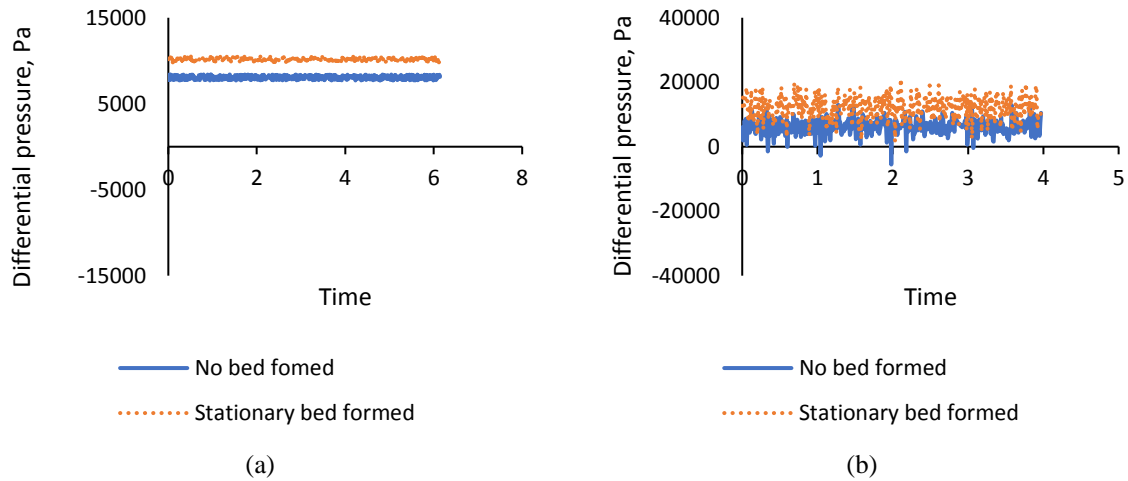 Differential pressure, Pa
15000
5000
-5000
-15000
0
2
4
6
8
Time
No bed fomed
Stationary bed formed
(a)
Differential pressure, Pa
40000
20000
0
-20000
-40000
0
1
2
3
4
5
Time
No bed formed
Stationary bed formed
(b)